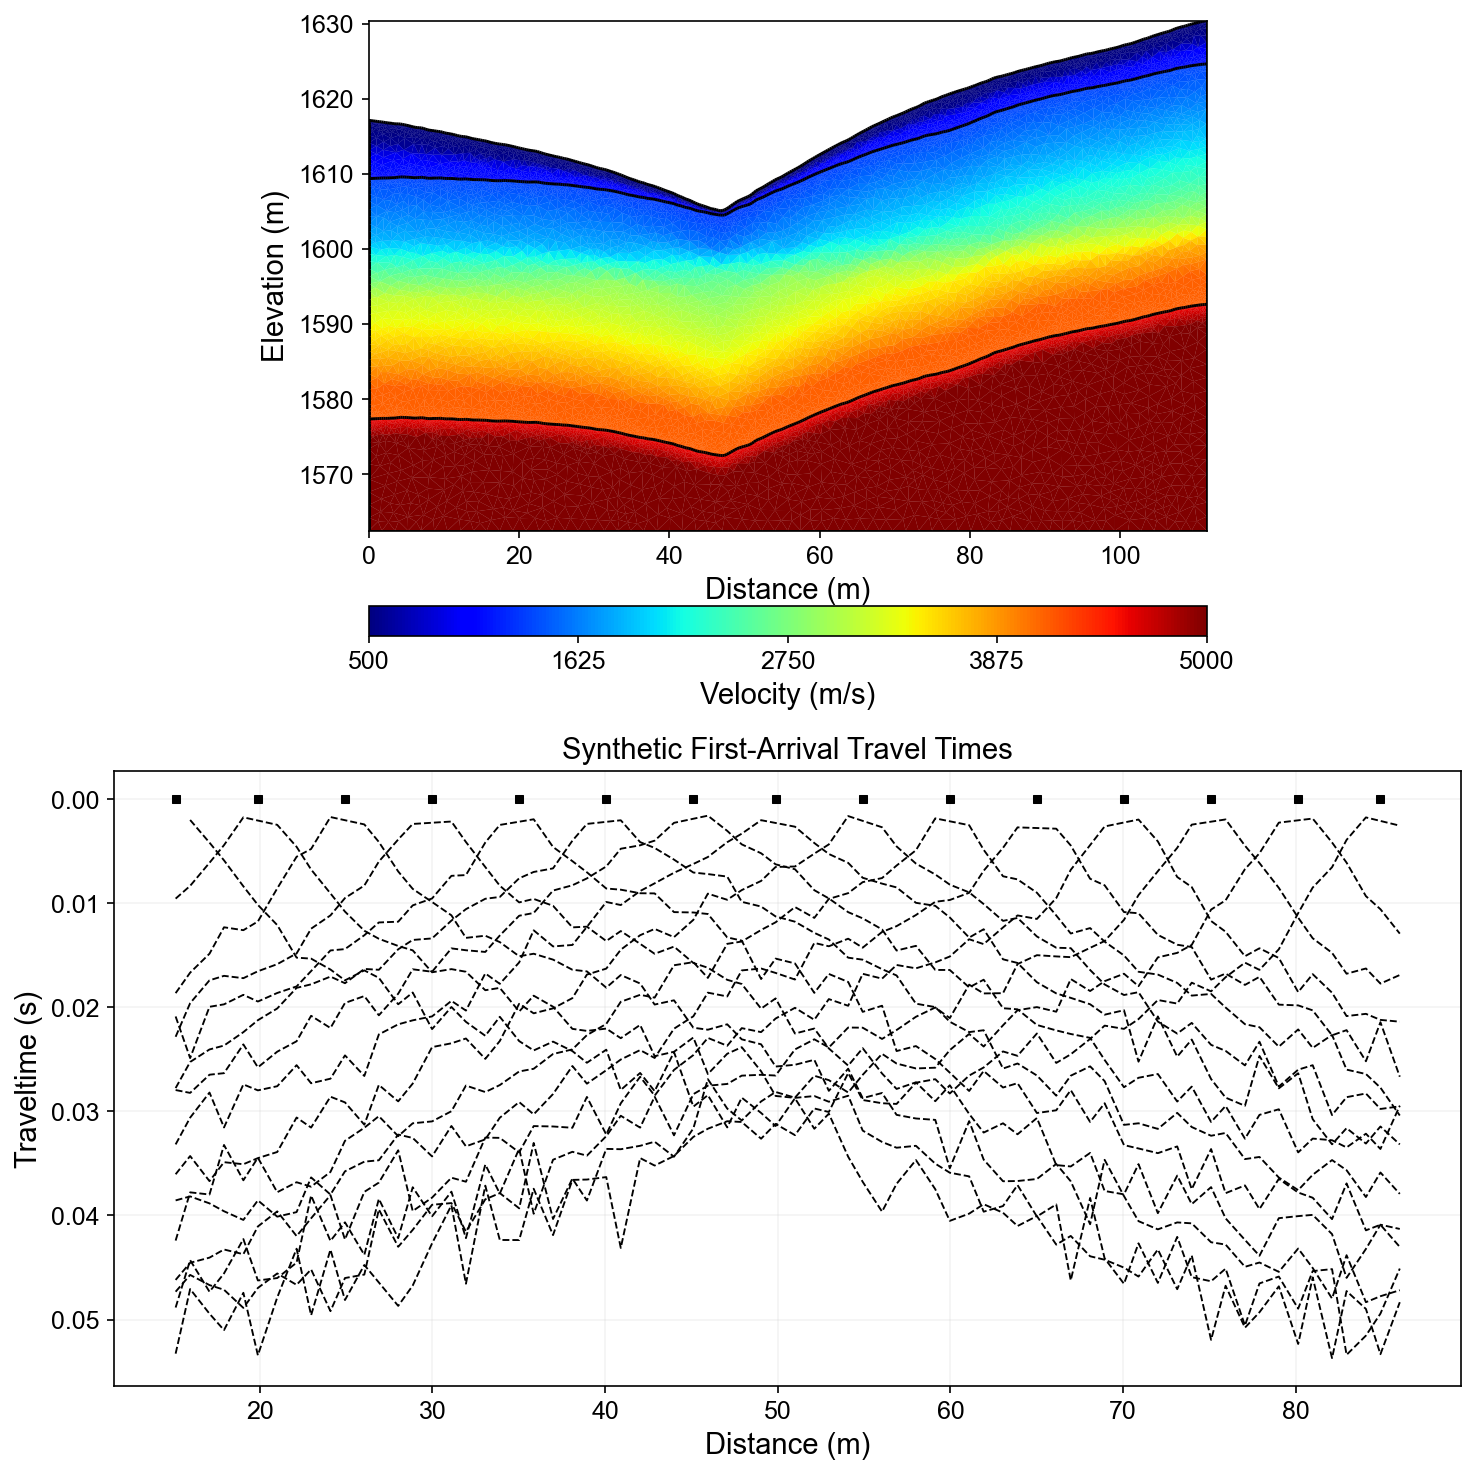 1630
1620
1610
1600
1590
1580
1570
Elevation (m)
0 20 40 60 80 100
Distance (m)
500 1625 2750 3875 5000
Velocity (m/s)
Synthetic First-Arrival Travel Times
0.00
0.01
0.02
0.03
0.04
0.05
Traveltime (s)
20 30 40 50 60 70 80
Distance (m)